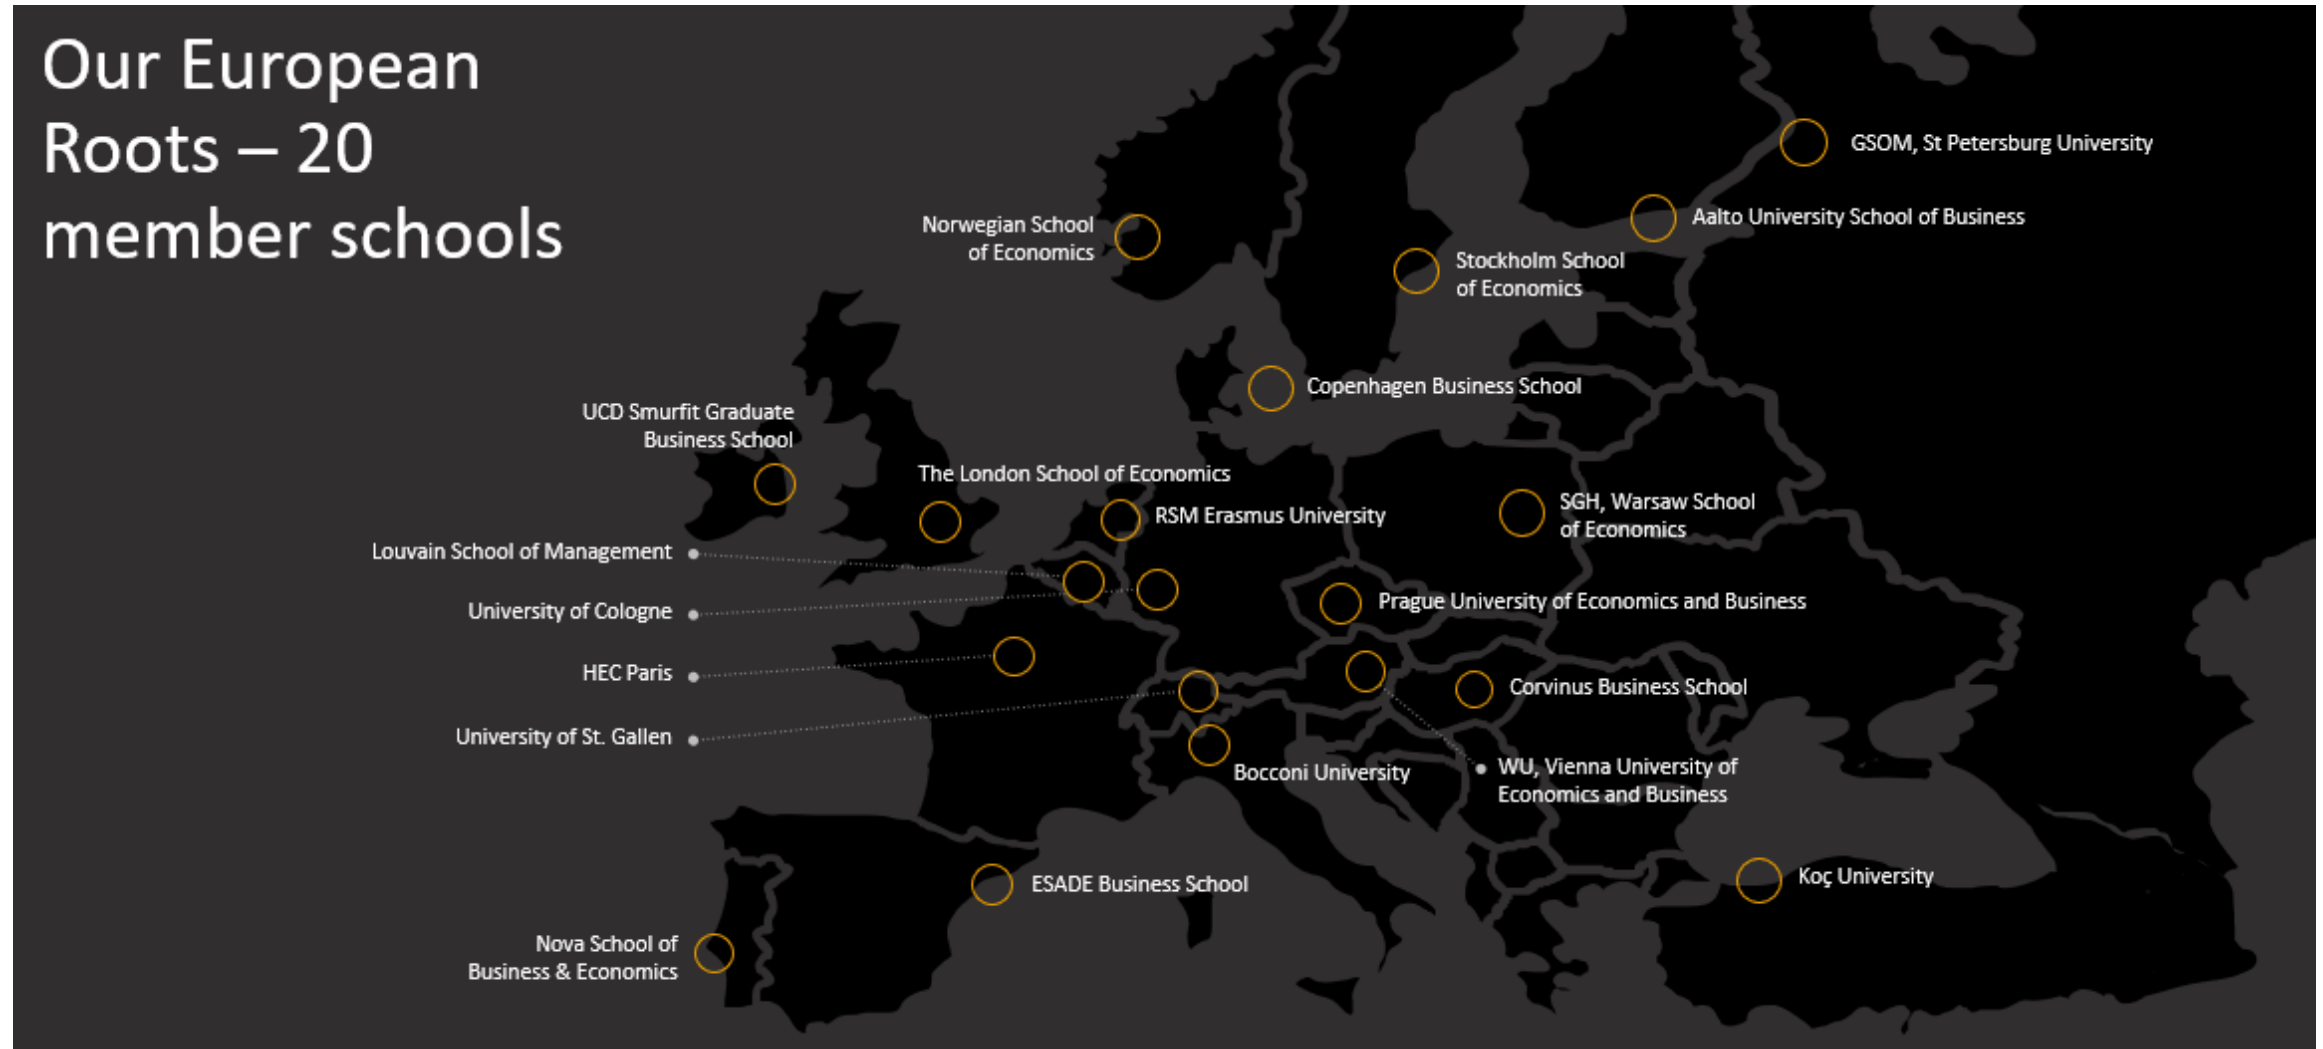 Our European
Roots – 20
member schools
GSOM, St Petersburg University
Aalto University School of Business
Norwegian School
of Economics
Stockholm School
of Economics
Copenhagen Business School
UCD Smurfit Graduate
Business School
The London School of Economics
RSM Erasmus University
SGH, Warsaw School
of Economics
Louvain School of Management
University of Cologne
Prague University of Economics and Business
HEC Paris
Corvinus Business School
University of St. Gallen
Bocconi University
WU, Vienna University of
Economics and Business
ESADE Business School
Koç University
Nova School of
Business & Economics